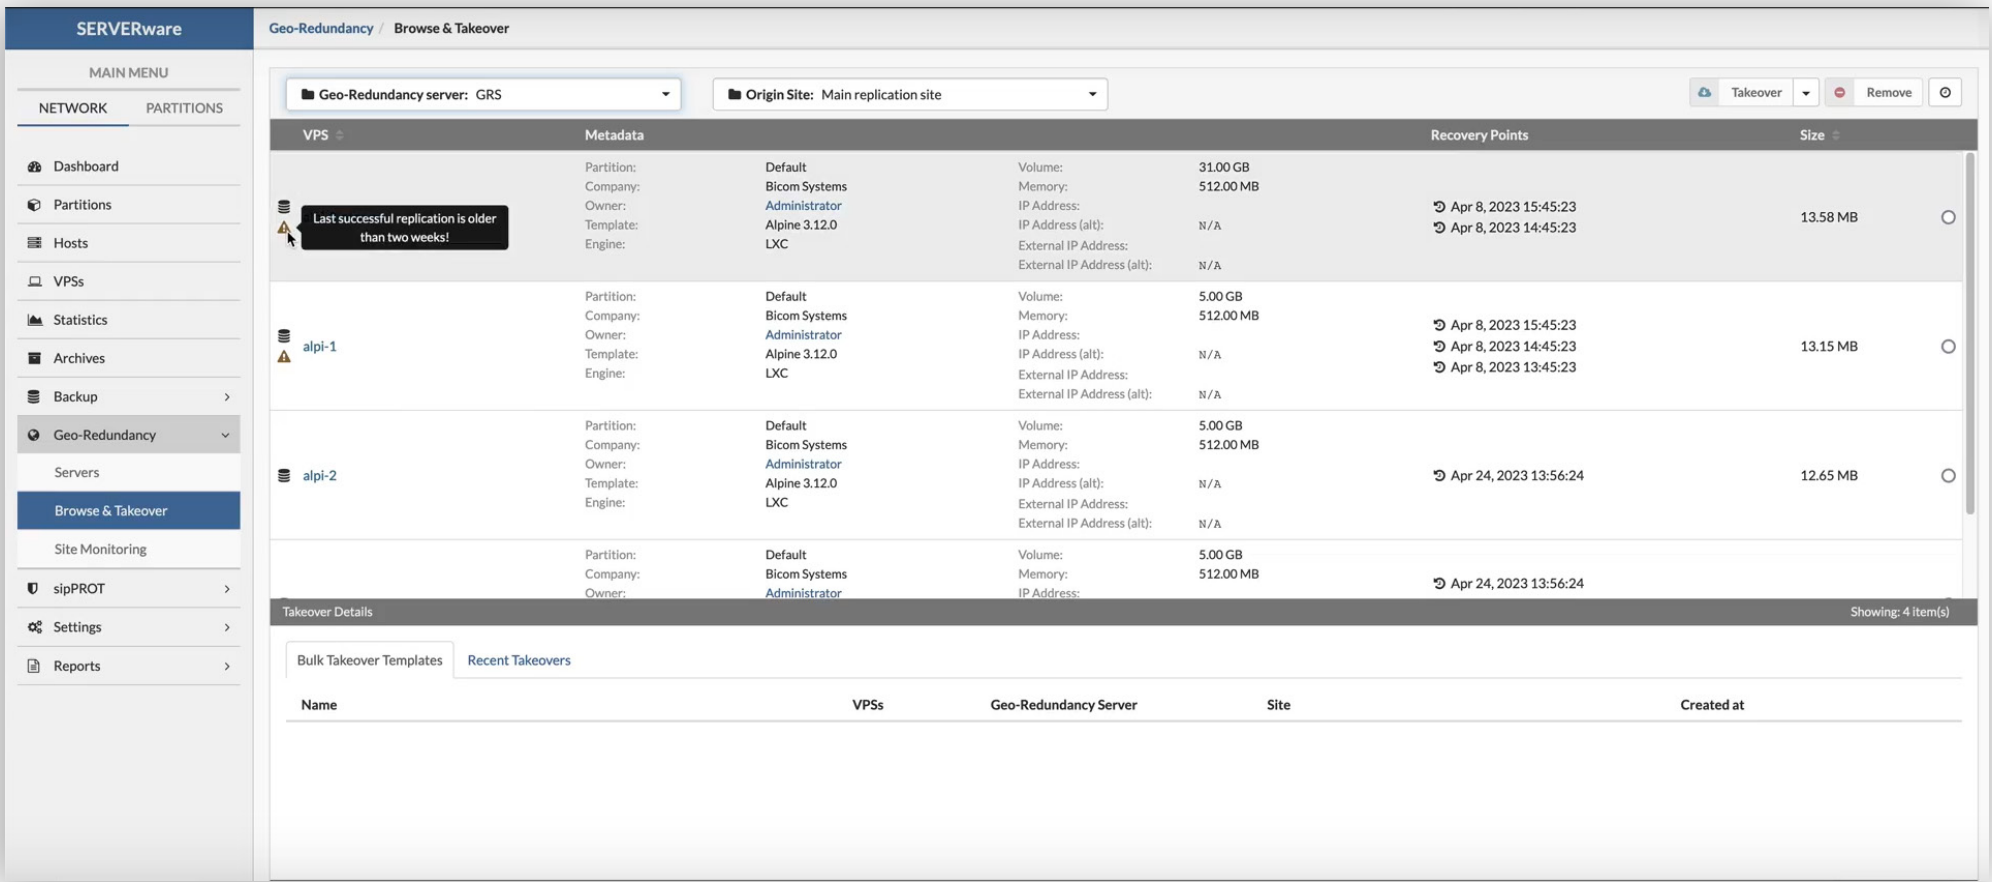 SERVERware
Geo-Redundancy / Browse & Takeover
MAIN MENU
NETWORK PARTITIONS
Dashboard
Partitions
Hosts
VPSs
Statistics
Archives
Backup
Geo-Redundancy
Servers
Browse & Takeover
Site Monitoring
sipPROT
Settings
Reports
Geo-Redundancy server: GRS
Origin Site: Main replication site
Takeover
Remove
VPS Metadata Recovery Points Size
Partition: Default Volume: 31.00 GB
Company: Bicom Systems Memory: 512.00 MB
Owner: Administrator IP Address:
Template: Alpine 3.12.0 IP Address (alt): N/A
Engine: LXC External IP Address:
External IP Address (alt): N/A
Last successful replication is older
than two weeks!
Apr 8, 2023 15:45:23
Apr 8, 2023 14:45:23
13.58 MB
alpi-1
Partition: Default Volume: 5.00 GB
Company: Bicom Systems Memory: 512.00 MB
Owner: Administrator IP Address:
Template: Alpine 3.12.0 IP Address (alt): N/A
Engine: LXC External IP Address:
External IP Address (alt): N/A
Apr 8, 2023 15:45:23
Apr 8, 2023 14:45:23
Apr 8, 2023 13:45:23
13.15 MB
alpi-2
Partition: Default Volume: 5.00 GB
Company: Bicom Systems Memory: 512.00 MB
Owner: Administrator IP Address:
Template: Alpine 3.12.0 IP Address (alt): N/A
Engine: LXC External IP Address:
External IP Address (alt): N/A
Apr 24, 2023 13:56:24
12.65 MB
Partition: Default Volume: 5.00 GB
Company: Bicom Systems Memory: 512.00 MB
Owner: Administrator IP Address:
Apr 24, 2023 13:56:24
Takeover Details Showing: 4 item(s)
Bulk Takeover Templates Recent Takeovers
Name VPSs Geo-Redundancy Server Site Created at